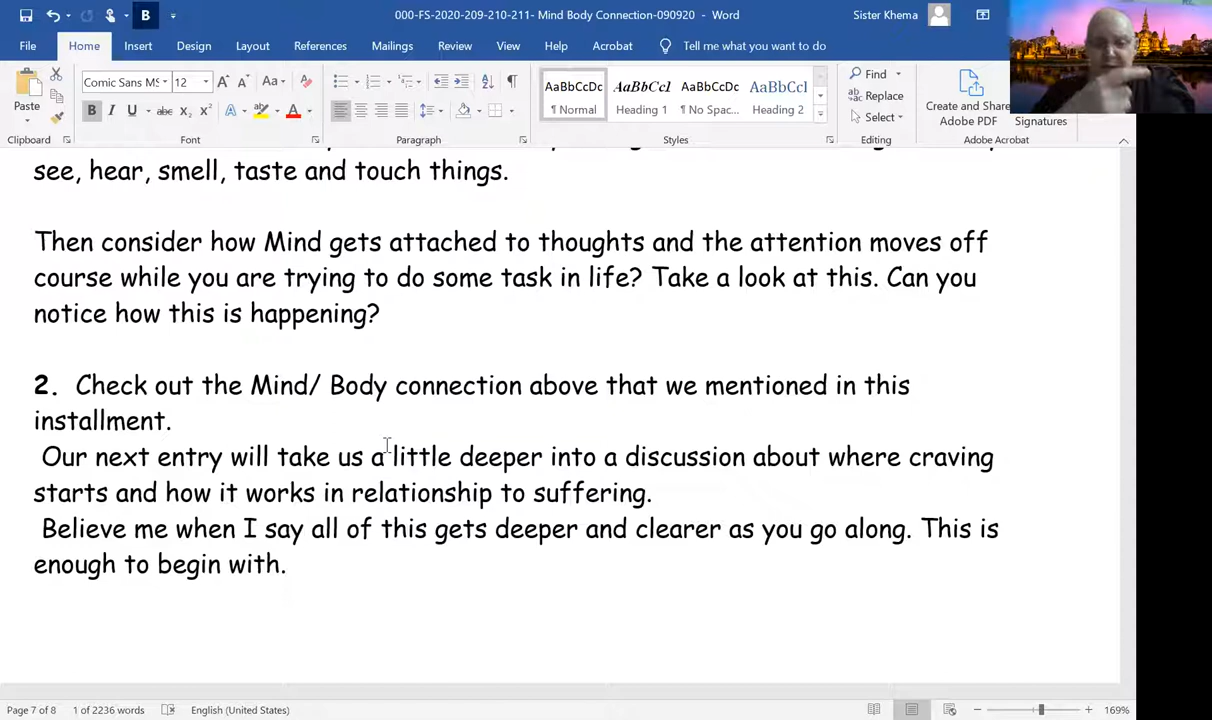 000-FS-2020-209-210-211- Mind Body Connection-090920 - Word
Sister Khema
File Home Insert Design Layout References Mailings Review View Help Acrobat Tell me what you want to do
Paste
Clipboard
Comic Sans MS 12
Font
Paragraph
AaBbCcDc AaBbCcI AaBbCcDc AaBbCcI
¶ Normal Heading 1 ¶ No Spac... Heading 2
Styles
Find
Replace
Select
Editing
Create and Share
Adobe PDF
Signatures
Adobe Acrobat
see, hear, smell, taste and touch things.
Then consider how Mind gets attached to thoughts and the attention moves off
course while you are trying to do some task in life? Take a look at this. Can you
notice how this is happening?
2. Check out the Mind/ Body connection above that we mentioned in this
installment.
Our next entry will take us a little deeper into a discussion about where craving
starts and how it works in relationship to suffering.
Believe me when I say all of this gets deeper and clearer as you go along. This is
enough to begin with.
Page 7 of 8 1 of 2236 words English (United States) 169%